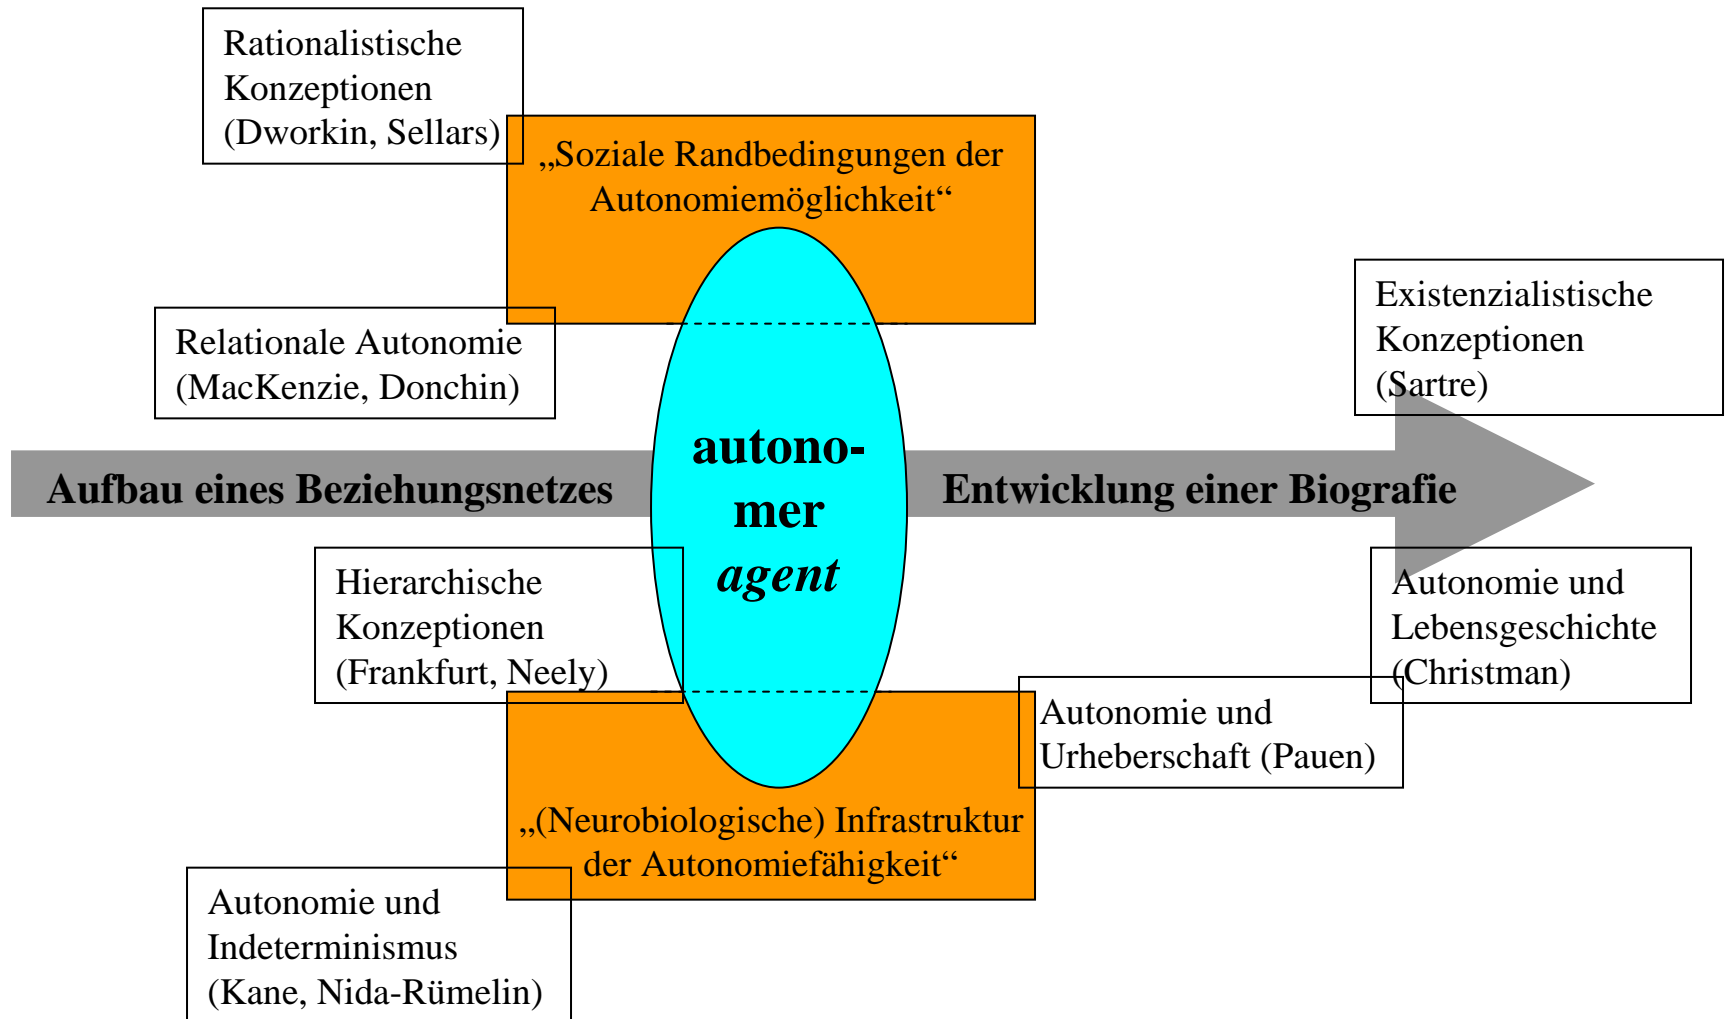 Rationalistische
Konzeptionen
(Dworkin, Sellars)
„Soziale Randbedingungen der
Autonomiemöglichkeit“
Relationale Autonomie
(MacKenzie, Donchin)
Existenzialistische
Konzeptionen
(Sartre)
Aufbau eines Beziehungsnetzes
autono-
mer
agent
Entwicklung einer Biografie
Hierarchische
Konzeptionen
(Frankfurt, Neely)
Autonomie und
Lebensgeschichte
(Christman)
Autonomie und
Urheberschaft (Pauen)
„(Neurobiologische) Infrastruktur
der Autonomiefähigkeit“
Autonomie und
Indeterminismus
(Kane, Nida-Rümelin)